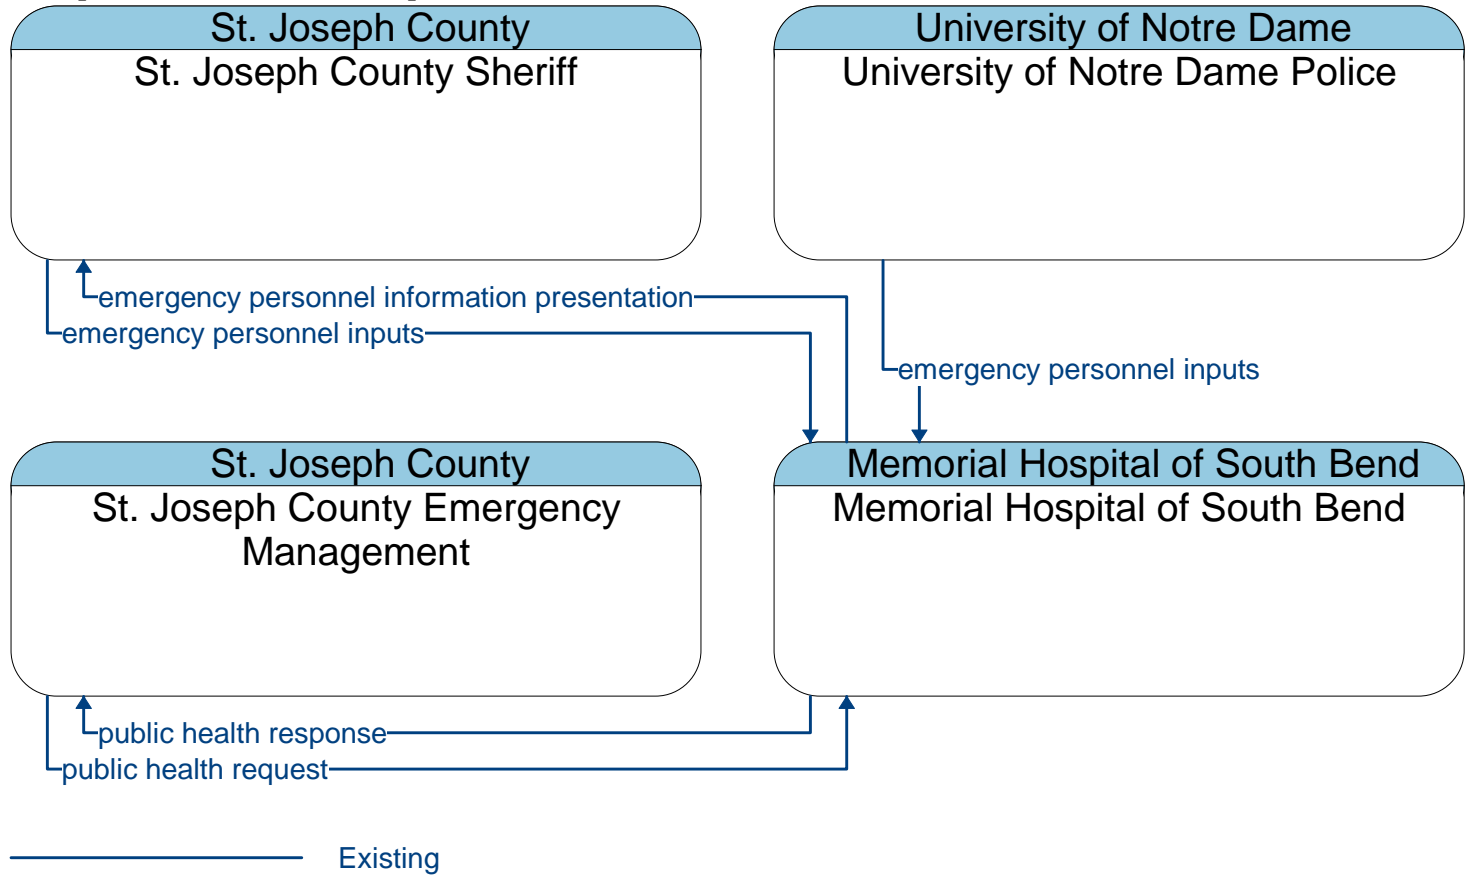 St. Joseph County
St. Joseph County Sheriff
University of Notre Dame
University of Notre Dame Police
emergency personnel information presentation
emergency personnel inputs
emergency personnel inputs
St. Joseph County
St. Joseph County Emergency
Management
Memorial Hospital of South Bend
Memorial Hospital of South Bend
public health response
public health request
Existing